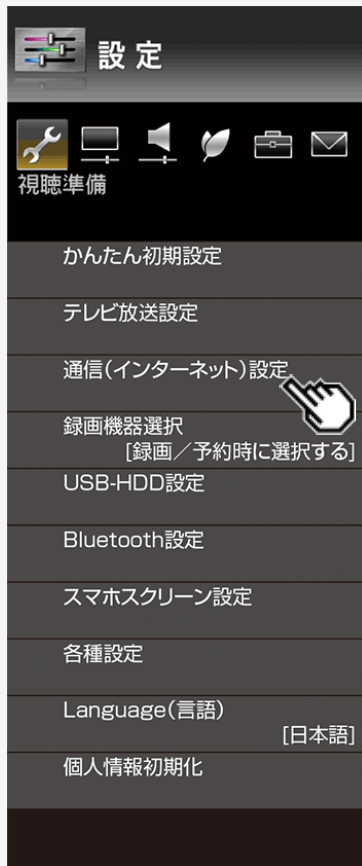 設定
視聴準備
かんたん初期設定
テレビ放送設定
通信(インターネット)設定
録画機器選択
[録画／予約時に選択する]
USB-HDD設定
Bluetooth設定
スマホスクリーン設定
各種設定
Language(言語)
[日本語]
個人情報初期化